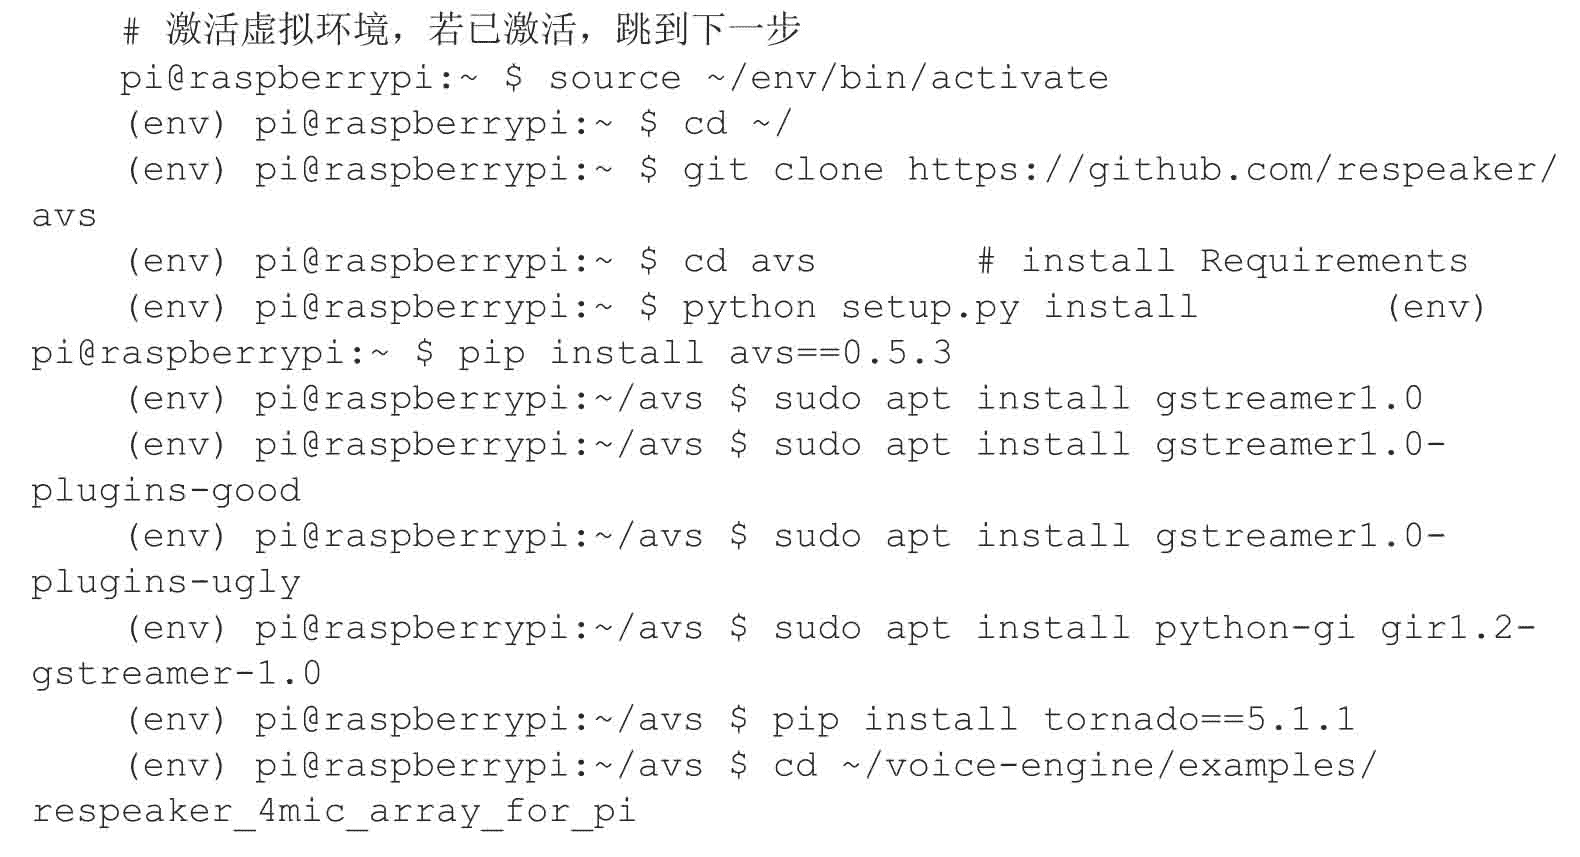 # 激活虚拟环境，若已激活，跳到下一步
pi@raspberrypi:~ $ source ~/env/bin/activate
(env) pi@raspberrypi:~ $ cd ~/
(env) pi@raspberrypi:~ $ git clone https://github.com/respeaker/
avs
(env) pi@raspberrypi:~ $ cd avs       # install Requirements
(env) pi@raspberrypi:~ $ python setup.py install        (env)
pi@raspberrypi:~ $ pip install avs==0.5.3
(env) pi@raspberrypi:~/avs $ sudo apt install gstreamer1.0
(env) pi@raspberrypi:~/avs $ sudo apt install gstreamer1.0-
plugins-good
(env) pi@raspberrypi:~/avs $ sudo apt install gstreamer1.0-
plugins-ugly
(env) pi@raspberrypi:~/avs $ sudo apt install python-gi gir1.2-
gstreamer-1.0
(env) pi@raspberrypi:~/avs $ pip install tornado==5.1.1
(env) pi@raspberrypi:~/avs $ cd ~/voice-engine/examples/
respeaker_4mic_array_for_pi